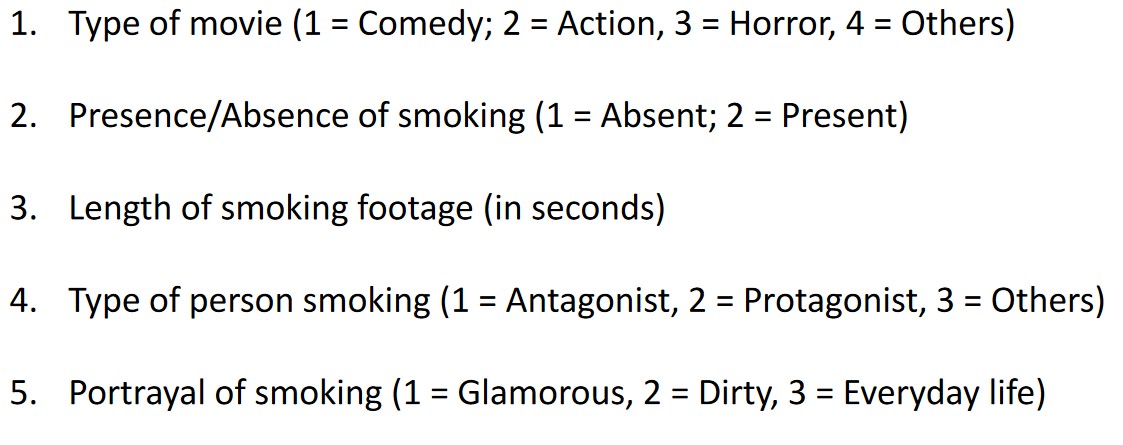 1. Type of movie (1 = Comedy; 2 = Action, 3 = Horror, 4 = Others)
2. Presence/Absence of smoking (1 = Absent; 2 = Present)
3. Length of smoking footage (in seconds)
4. Type of person smoking (1 = Antagonist, 2 = Protagonist, 3 = Others)
5. Portrayal of smoking (1 = Glamorous, 2 = Dirty, 3 = Everyday life)